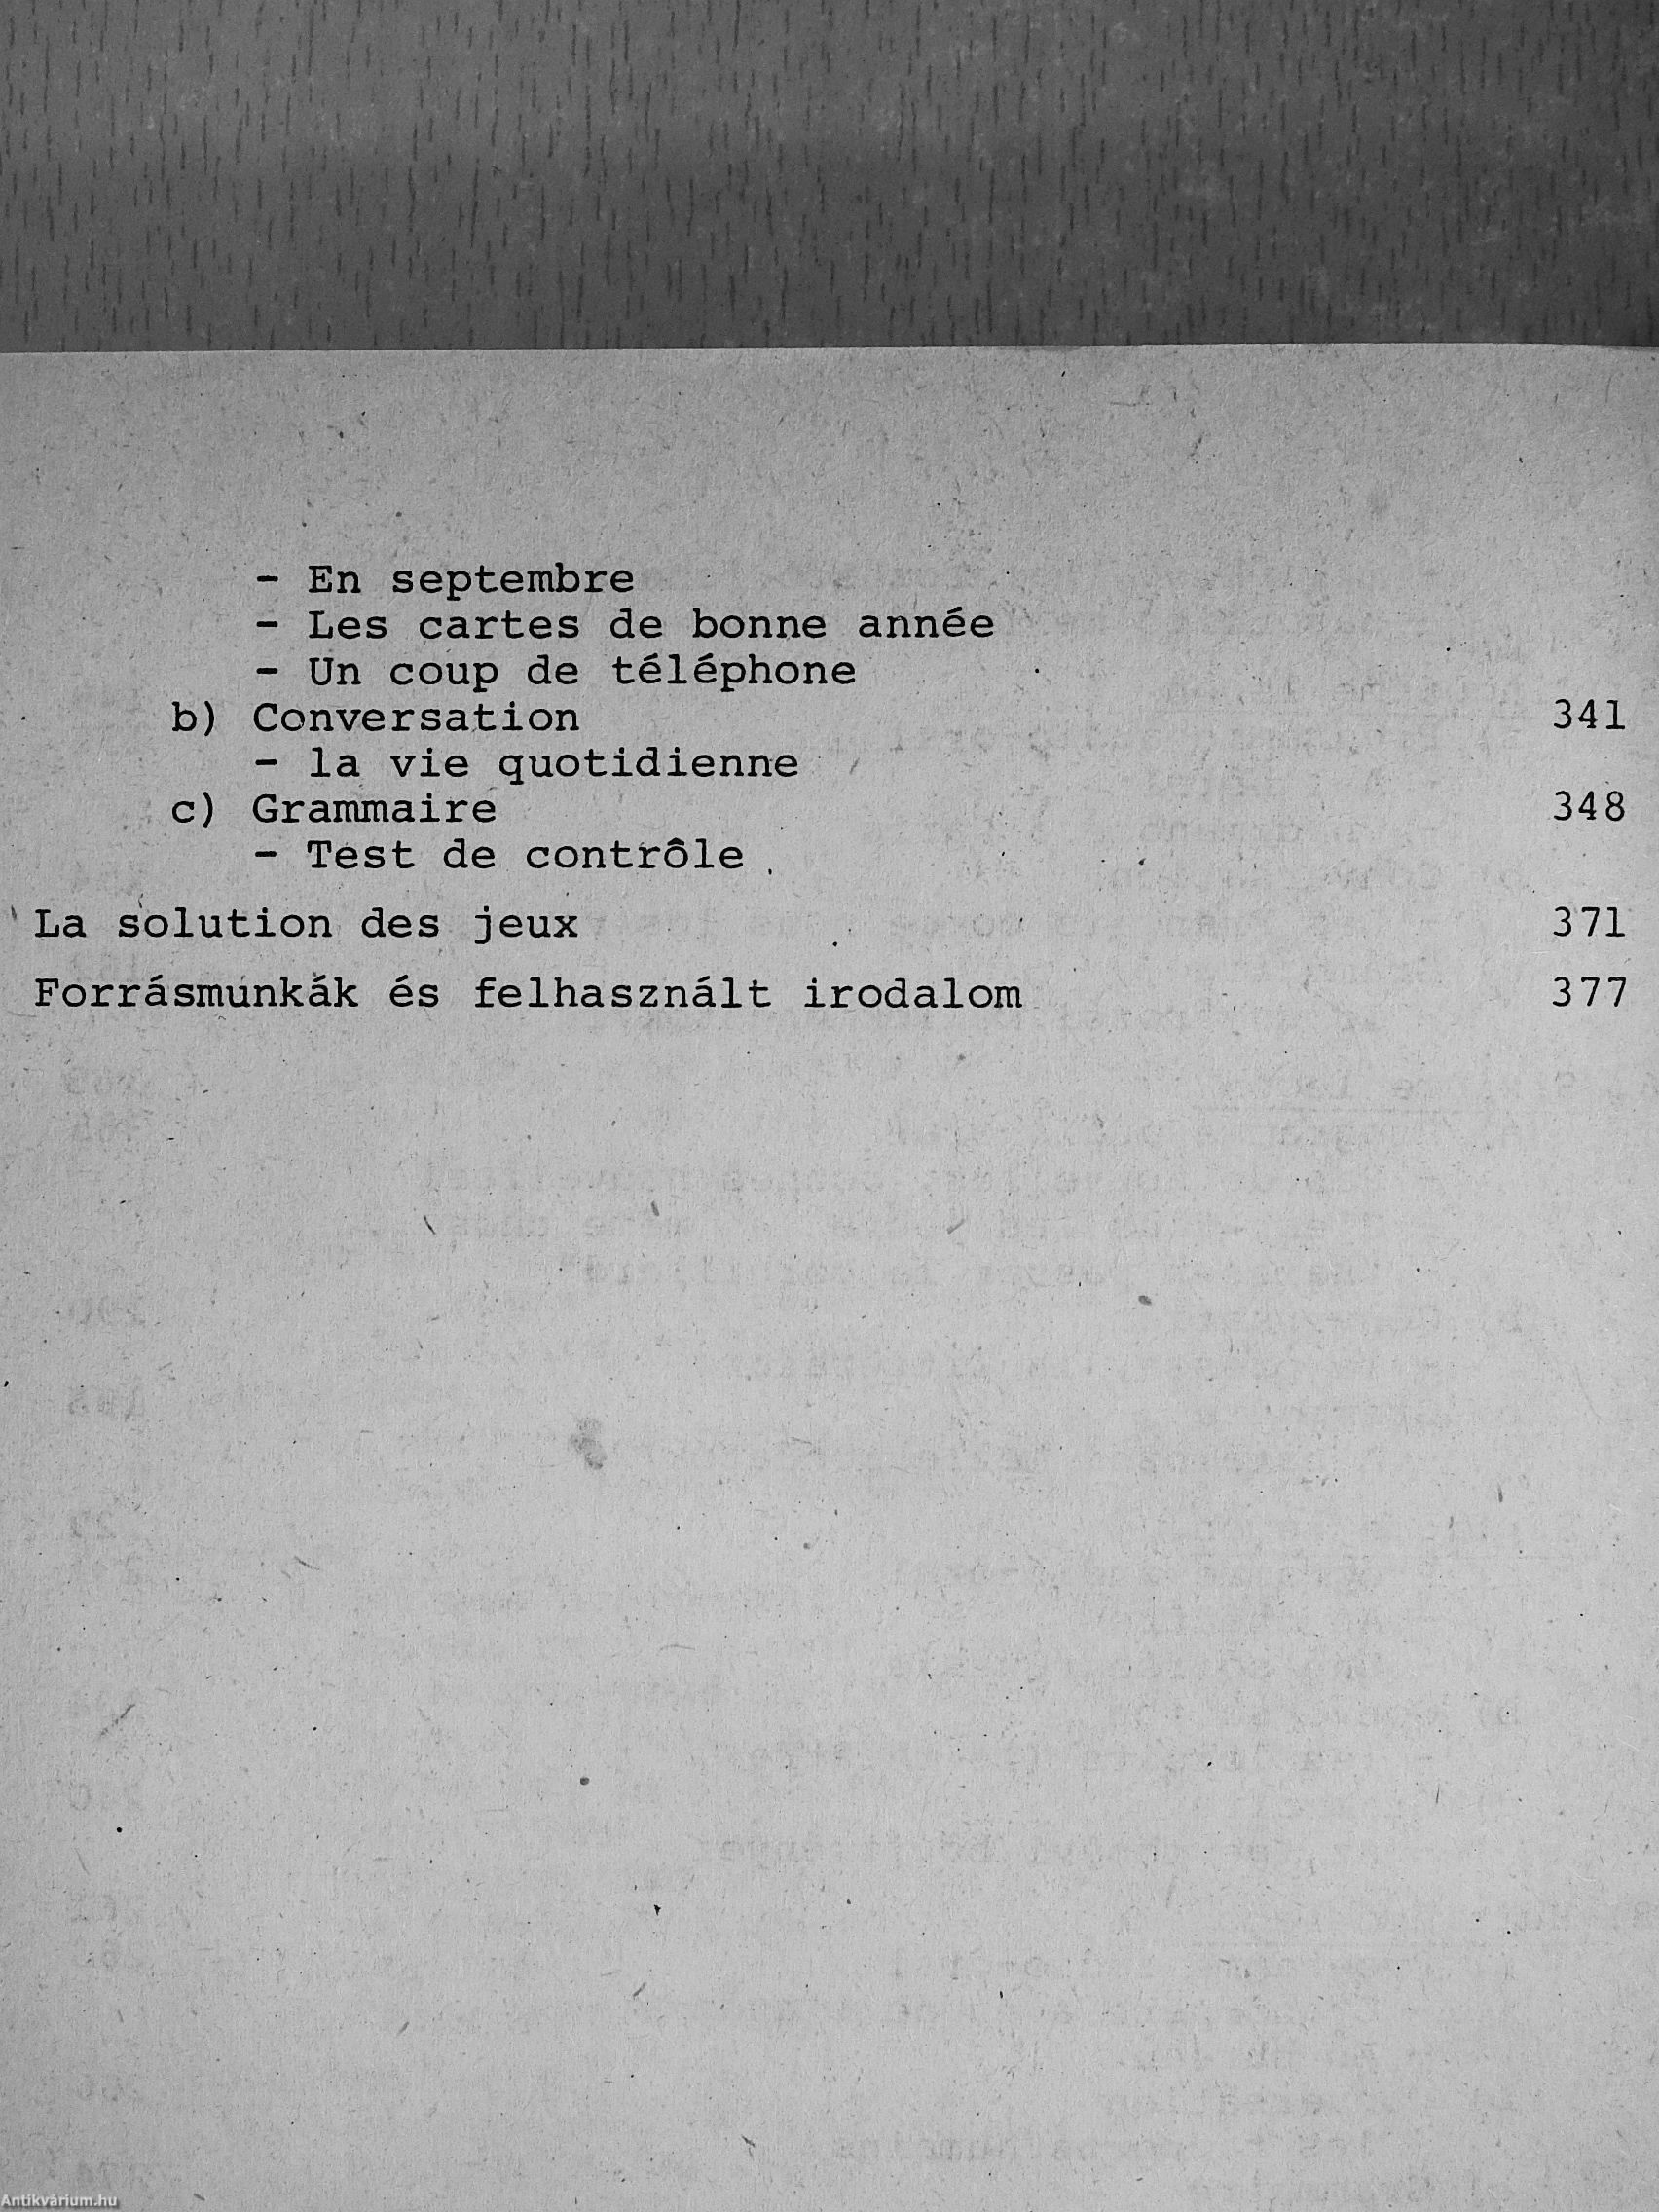 - En septembre
- Les cartes de bonne année
- Un coup de téléphone
b) Conversation 341
- la vie quotidienne
c) Grammaire 348
- Test de contrôle
La solution des jeux 371
Forrásmunkák és felhasznált irodalom 377
Antikvárium.hu